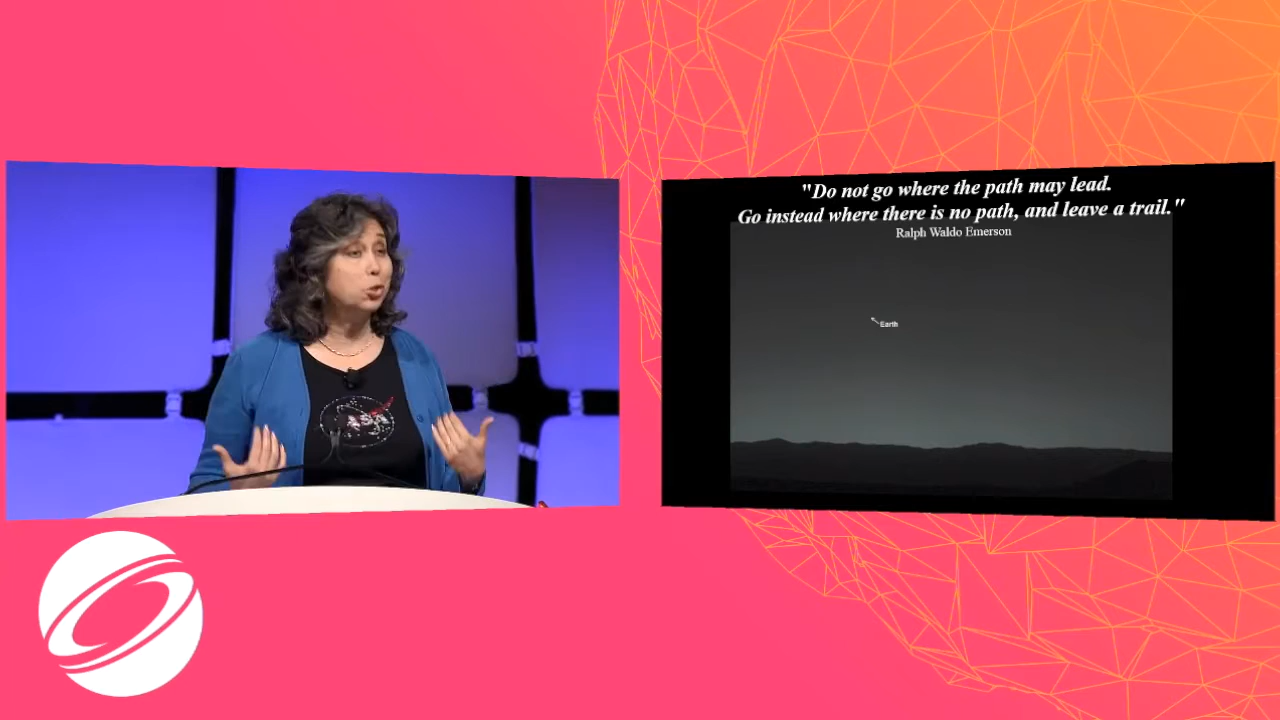 "Do not go where the path may lead.
Go instead where there is no path, and leave a trail."
Ralph Waldo Emerson
Earth
NASA